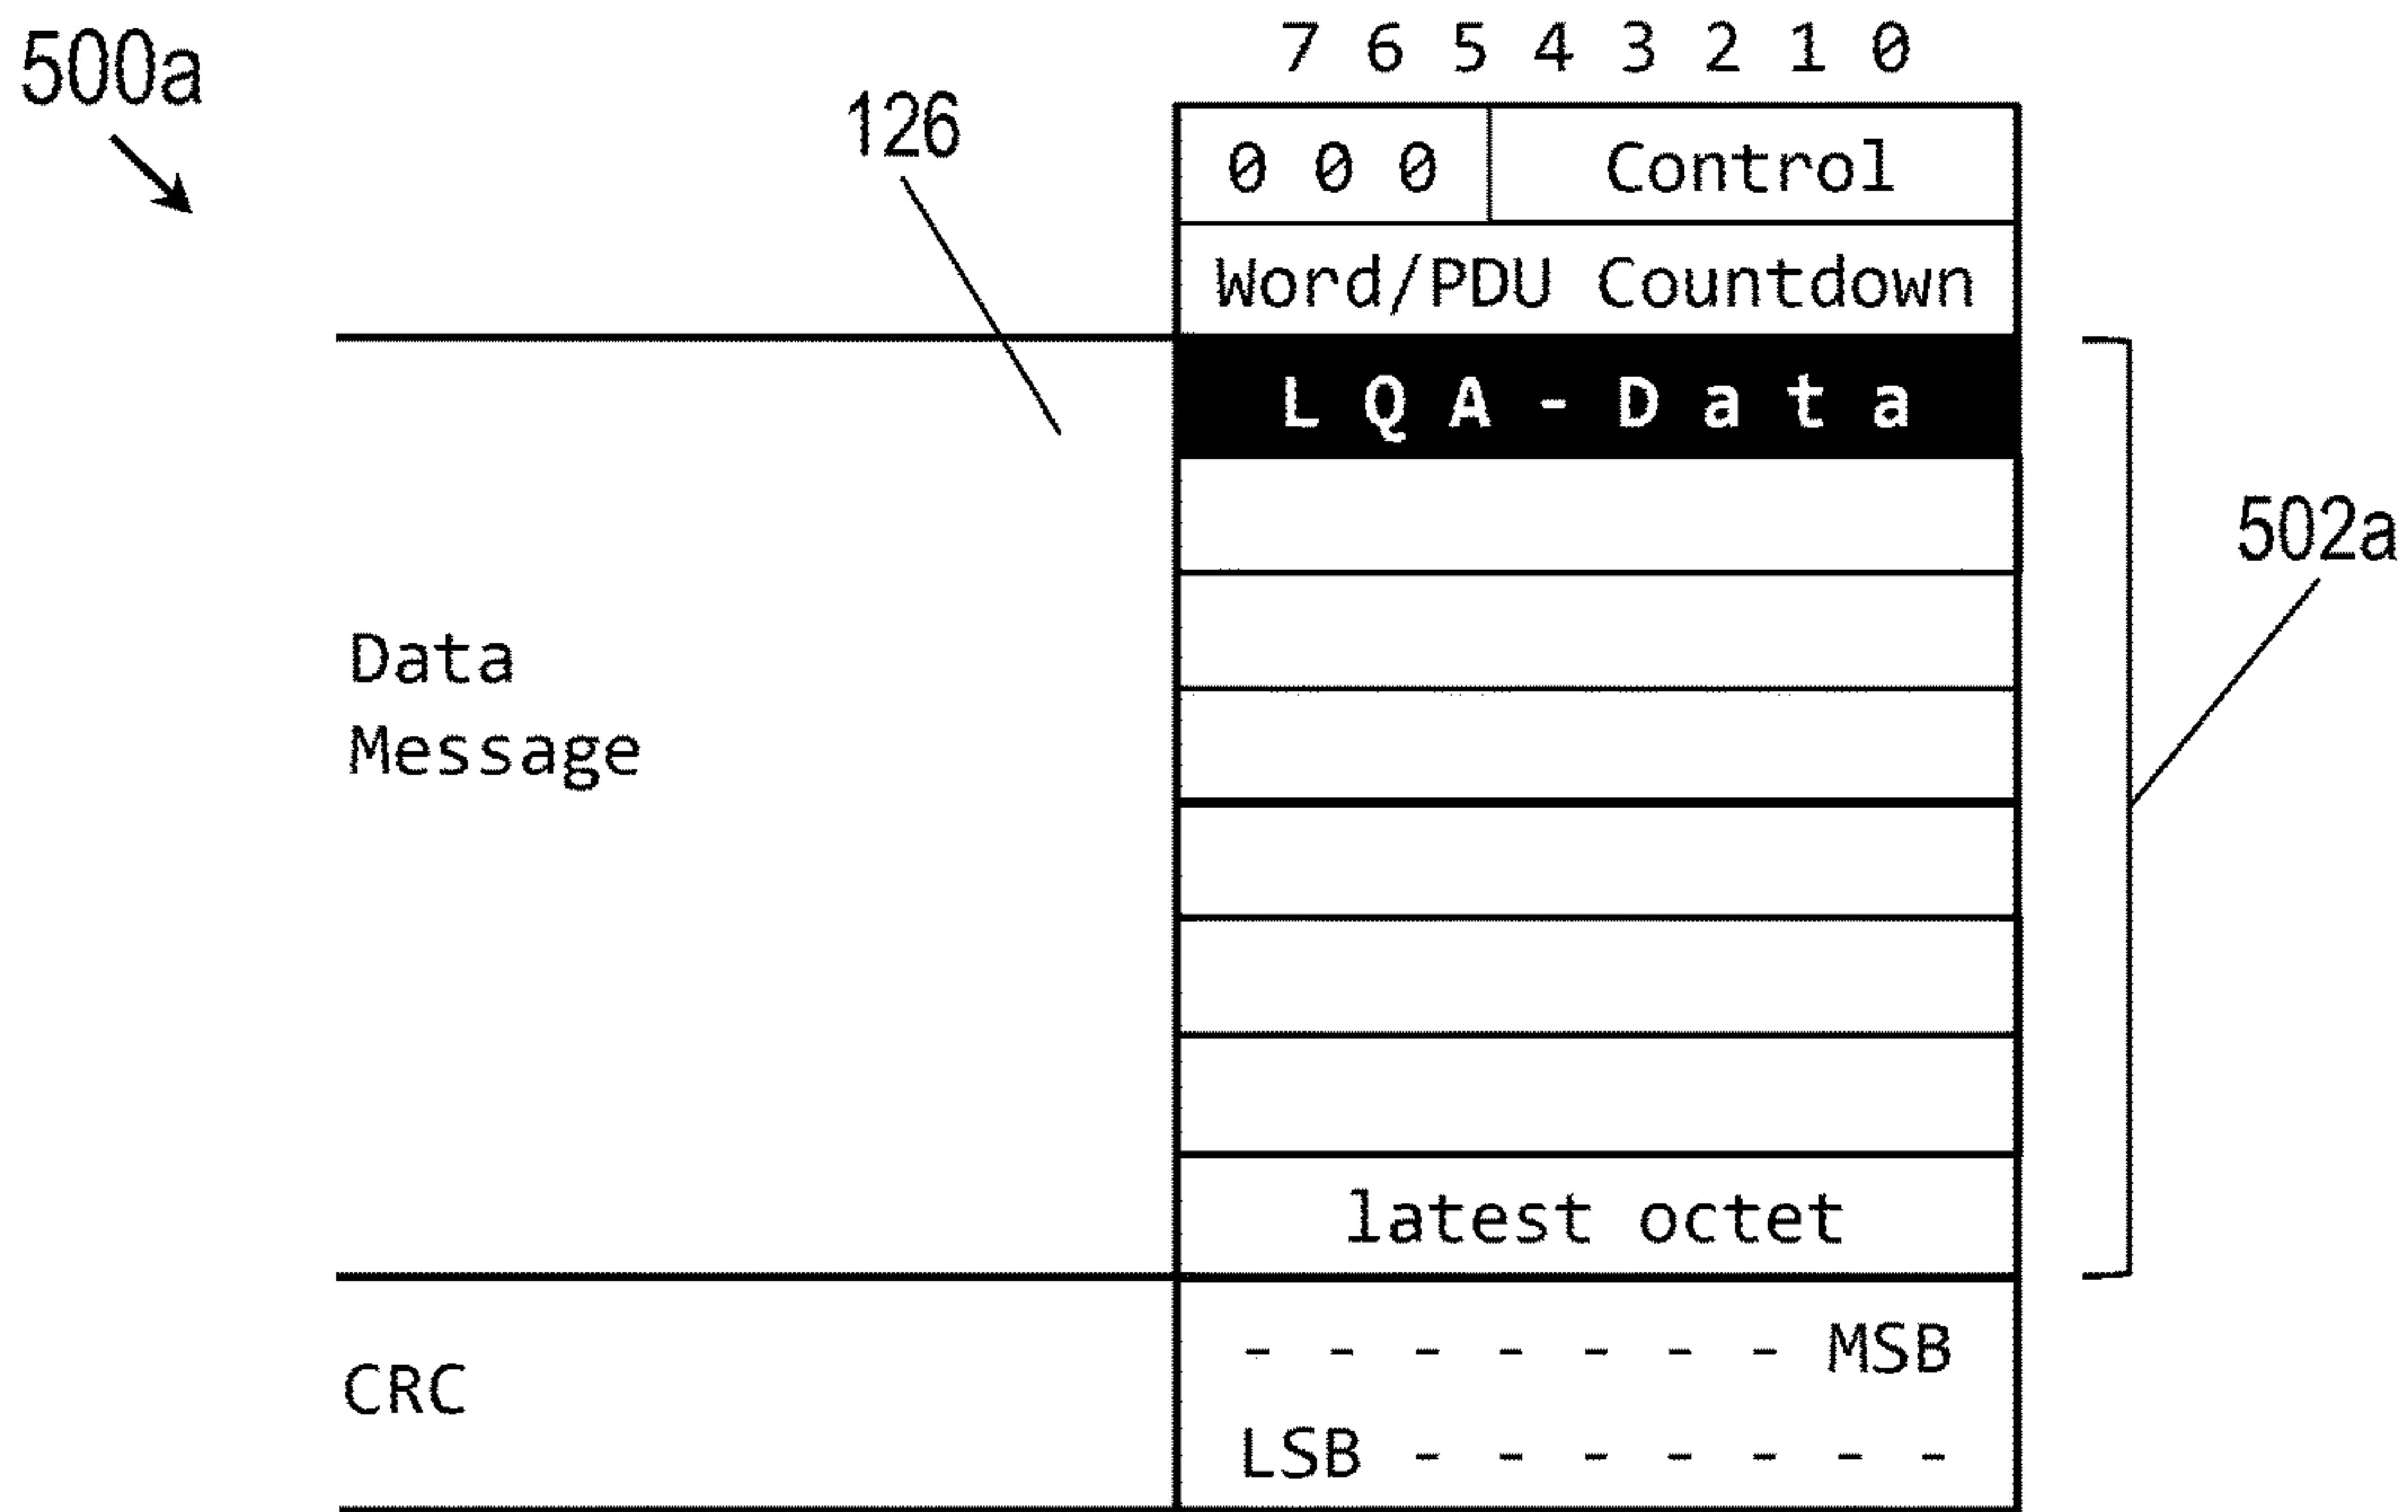 500a
7 6 5 4 3 2 1 0
126
0 0 0 Control
Word/PDU Countdown
L Q A - D a t a
502a
Data
Message
latest octet
- - - - - - - MSB
CRC
LSB - - - - - - -